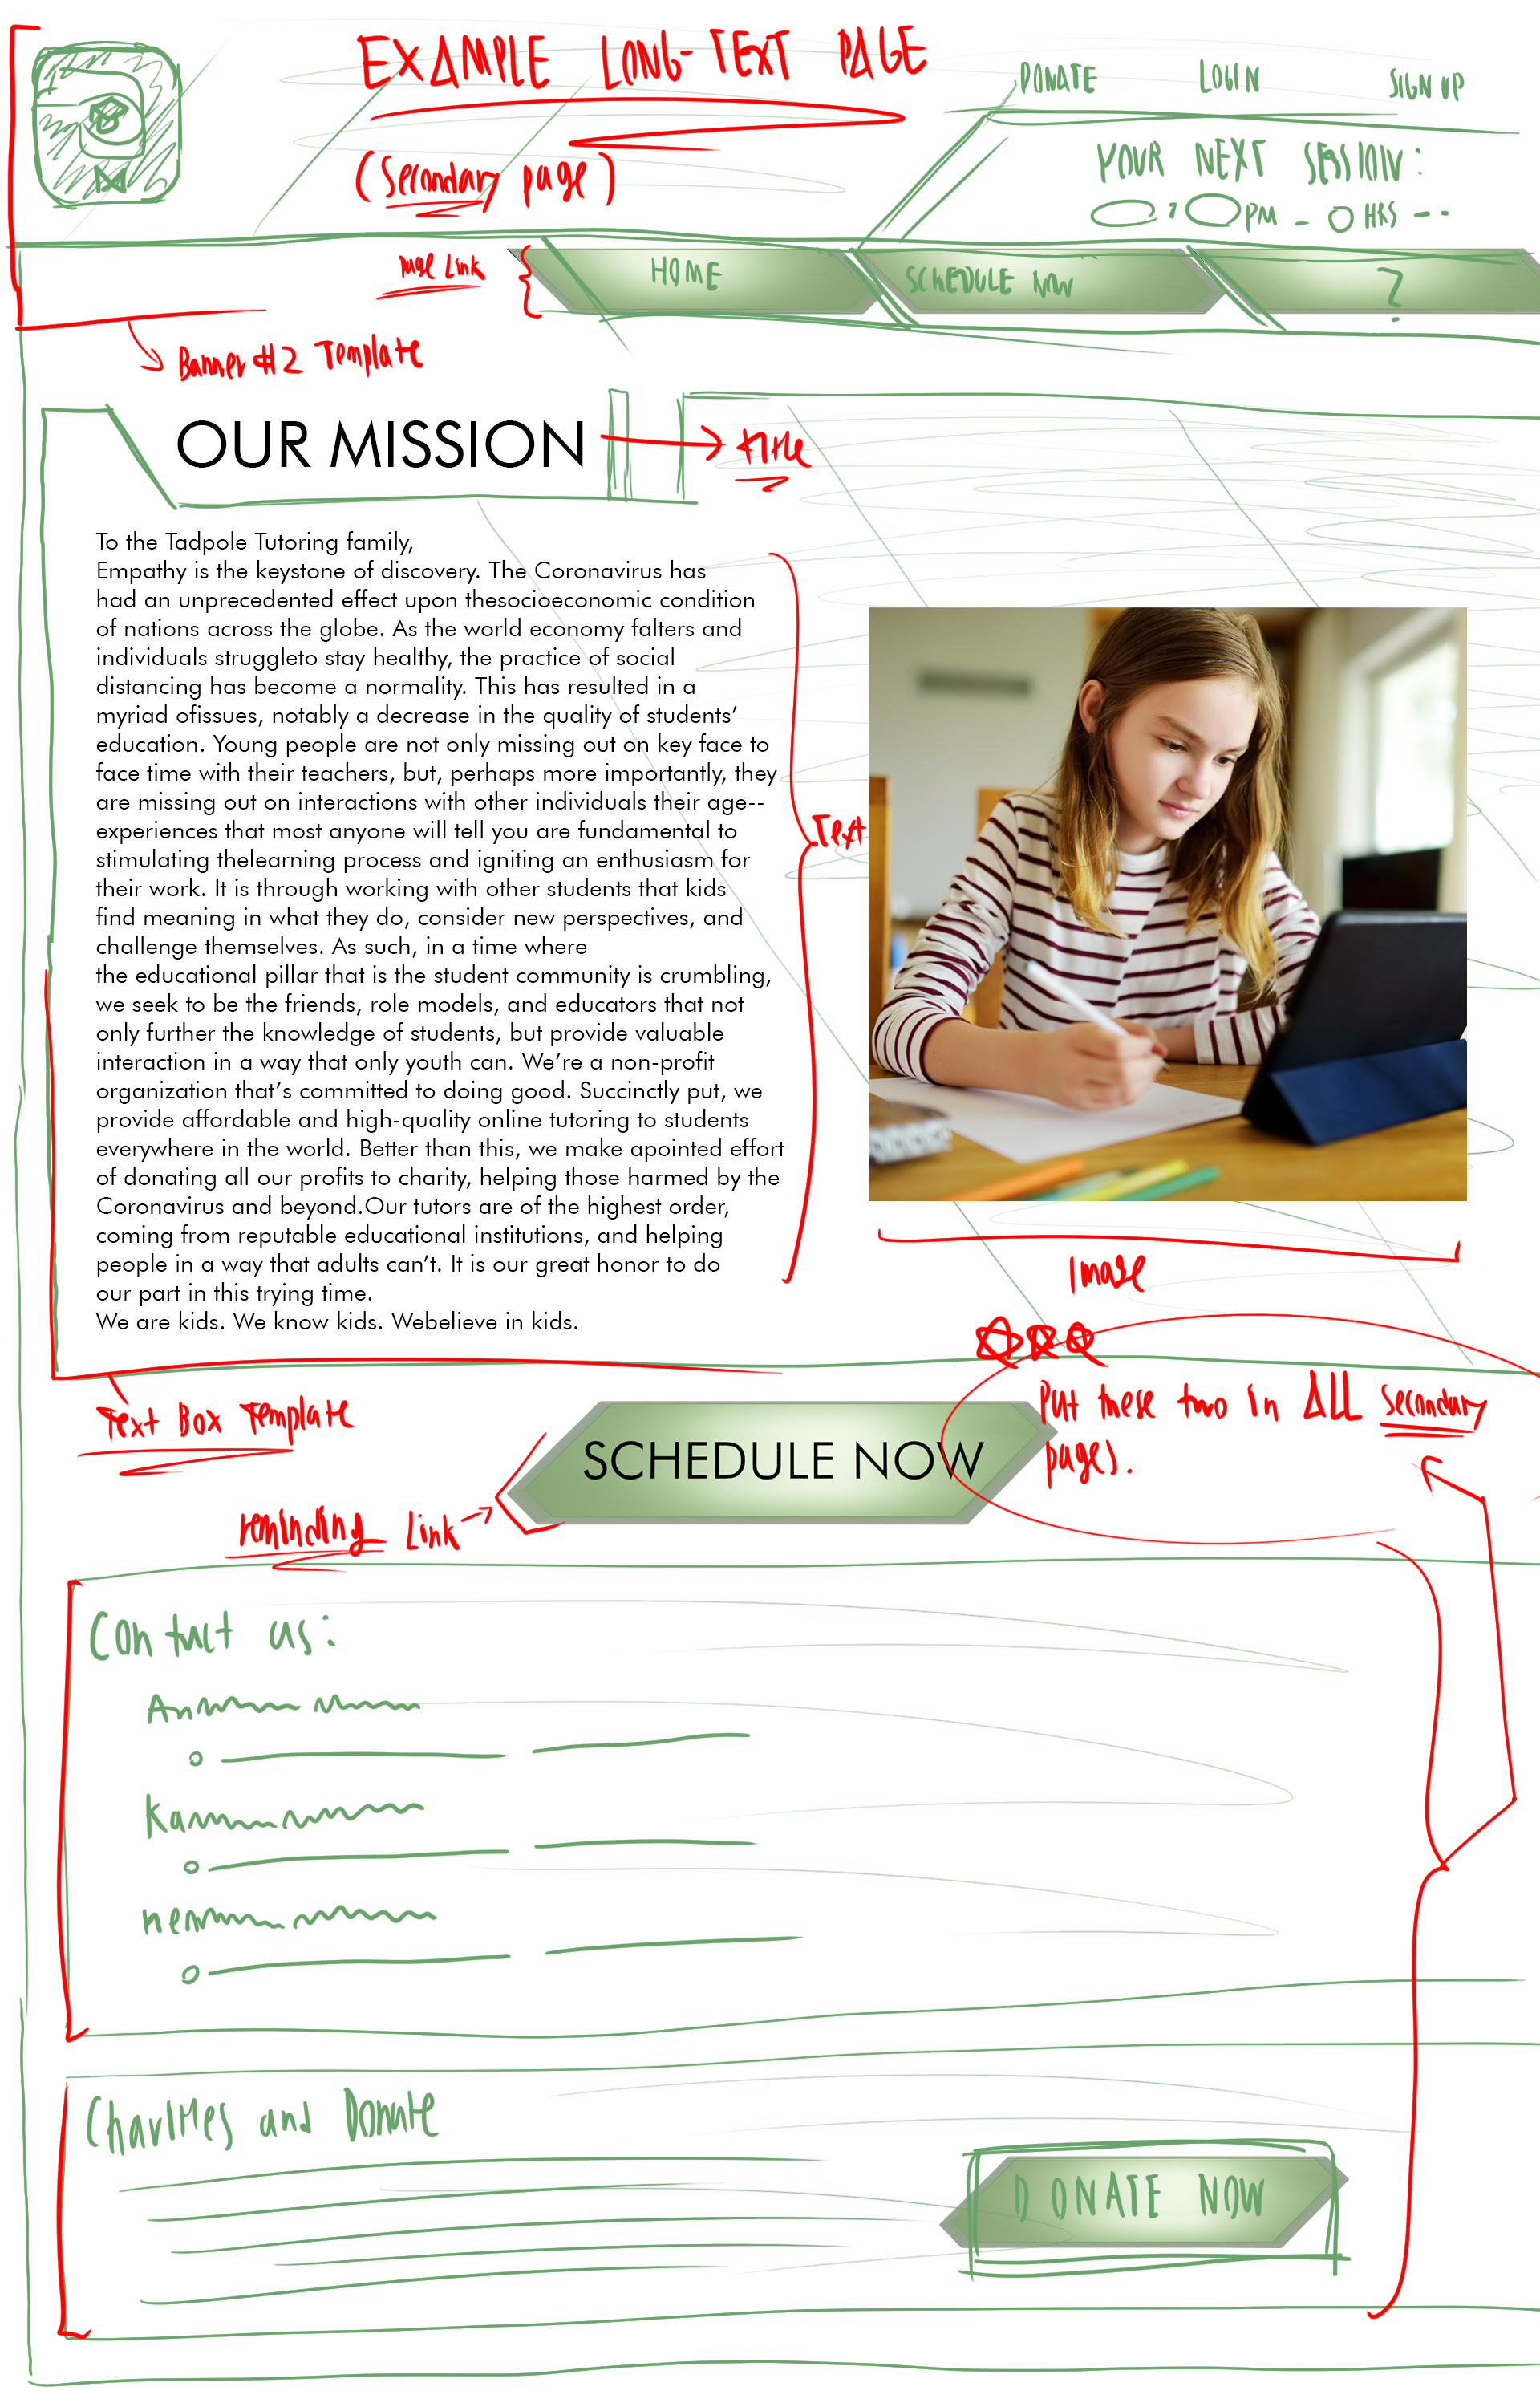 EXAMPLE LONG-TEXT PAGE
(Secondary page)
DONATE LOGIN SIGN UP
YOUR NEXT SESSION:
: PM - HRS --
Page Link
HOME SCHEDULE NOW ?
Banner #2 Template
OUR MISSION
title
To the Tadpole Tutoring family,
Empathy is the keystone of discovery. The Coronavirus has
had an unprecedented effect upon thesocioeconomic condition
of nations across the globe. As the world economy falters and
individuals struggleto stay healthy, the practice of social
distancing has become a normality. This has resulted in a
myriad ofissues, notably a decrease in the quality of students’
education. Young people are not only missing out on key face to
face time with their teachers, but, perhaps more importantly, they
are missing out on interactions with other individuals their age--
experiences that most anyone will tell you are fundamental to
stimulating thelearning process and igniting an enthusiasm for
their work. It is through working with other students that kids
find meaning in what they do, consider new perspectives, and
challenge themselves. As such, in a time where
the educational pillar that is the student community is crumbling,
we seek to be the friends, role models, and educators that not
only further the knowledge of students, but provide valuable
interaction in a way that only youth can. We’re a non-profit
organization that’s committed to doing good. Succinctly put, we
provide affordable and high-quality online tutoring to students
everywhere in the world. Better than this, we make apointed effort
of donating all our profits to charity, helping those harmed by the
Coronavirus and beyond.Our tutors are of the highest order,
coming from reputable educational institutions, and helping
people in a way that adults can’t. It is our great honor to do
our part in this trying time.
We are kids. We know kids. Webelieve in kids.
Text
Image
Text Box Template
Put these two in ALL Secondary
pages.
SCHEDULE NOW
reminding Link
Contact us:
Charities and Donate
DONATE NOW